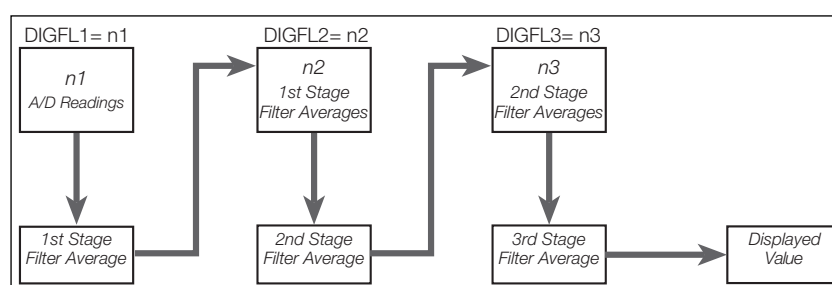 DIGFL1= n1
DIGFL2= n2
DIGFL3= n3
n1
A/D Readings
n2
1st Stage
Filter Averages
n3
2nd Stage
Filter Averages
1st Stage
Filter Average
2nd Stage
Filter Average
3rd Stage
Filter Average
Displayed
Value